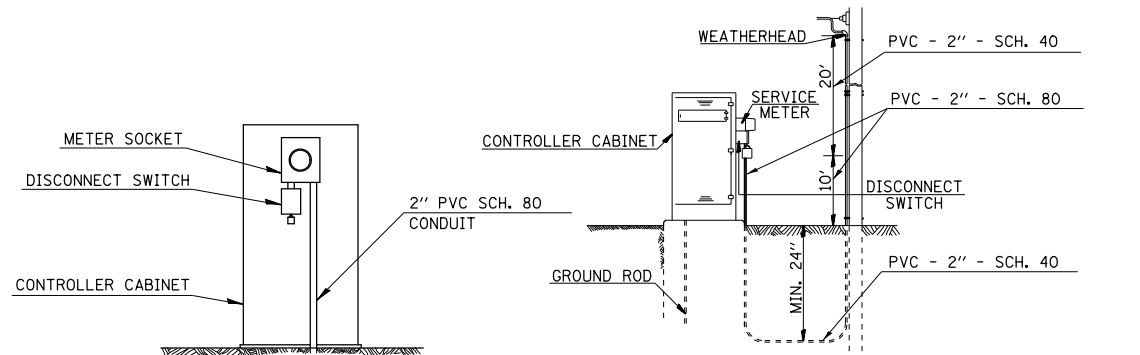 METER SOCKET
DISCONNECT SWITCH
2" PVC SCH. 80
CONDUIT
CONTROLLER CABINET
WEATHERHEAD
PVC - 2" - SCH. 40
20'
SERVICE
METER
PVC - 2" - SCH. 80
CONTROLLER CABINET
10'
DISCONNECT
SWITCH
GROUND ROD
MIN. 24"
PVC - 2" - SCH. 40